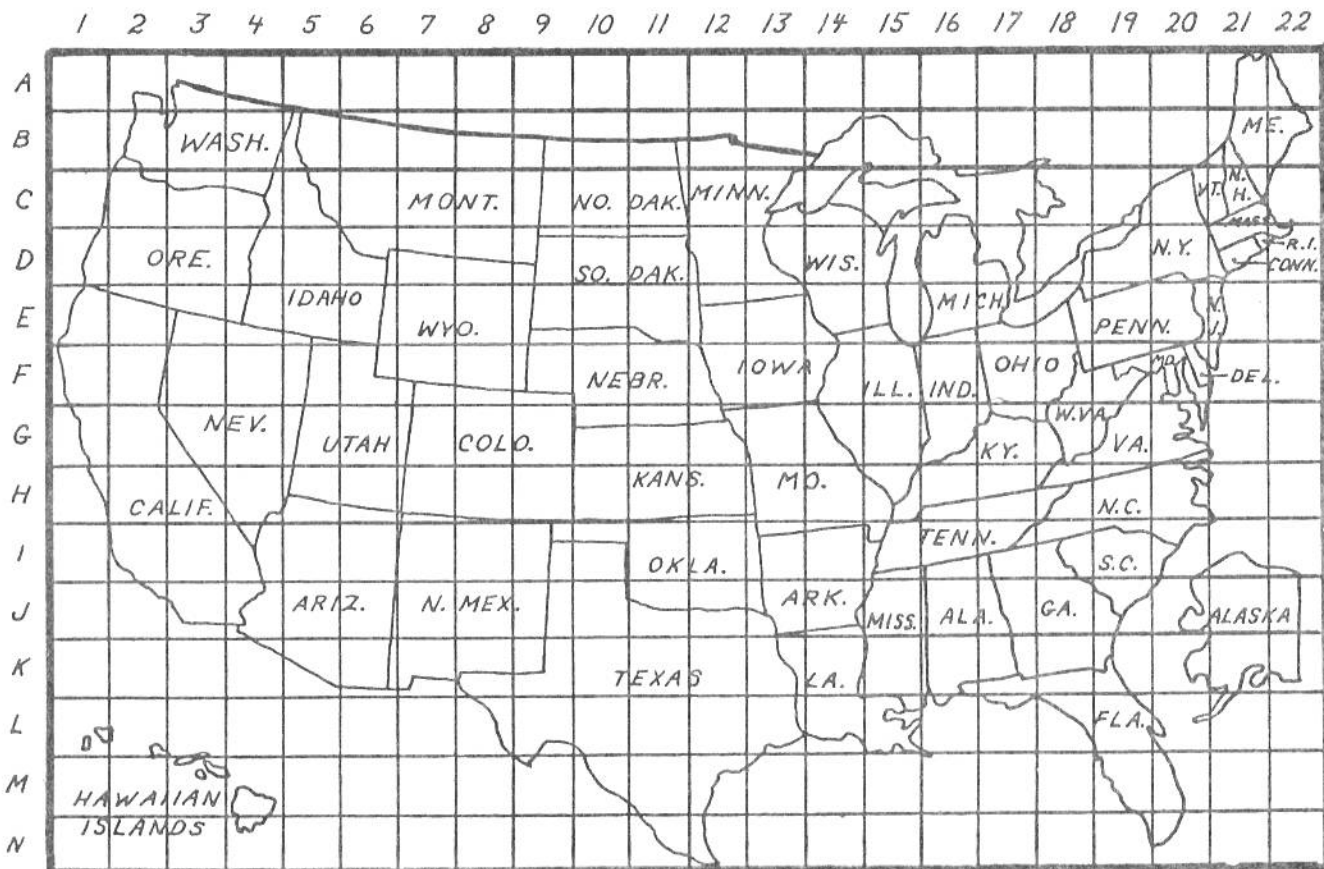 1 2 3 4 5 6 7 8 9 10 11 12 13 14 15 16 17 18 19 20 21 22
A
B
WASH. ME.
C
MONT. NO. DAK. MINN. VT. N.H.
MASS.
D
ORE. SO. DAK. WIS. N.Y. R.I.
CONN.
IDAHO MICH
E
WYO. PENN. N.J.
F
NEBR. IOWA ILL. IND. OHIO MD. DEL.
G
NEV. UTAH COLO. KY. W.VA. VA.
H
CALIF. KANS. MO. N.C.
I
OKLA. TENN. S.C.
J
ARIZ. N. MEX. ARK. MISS. ALA. GA. ALASKA
K
TEXAS LA.
L
FLA.
M
HAWAIIAN
ISLANDS
N